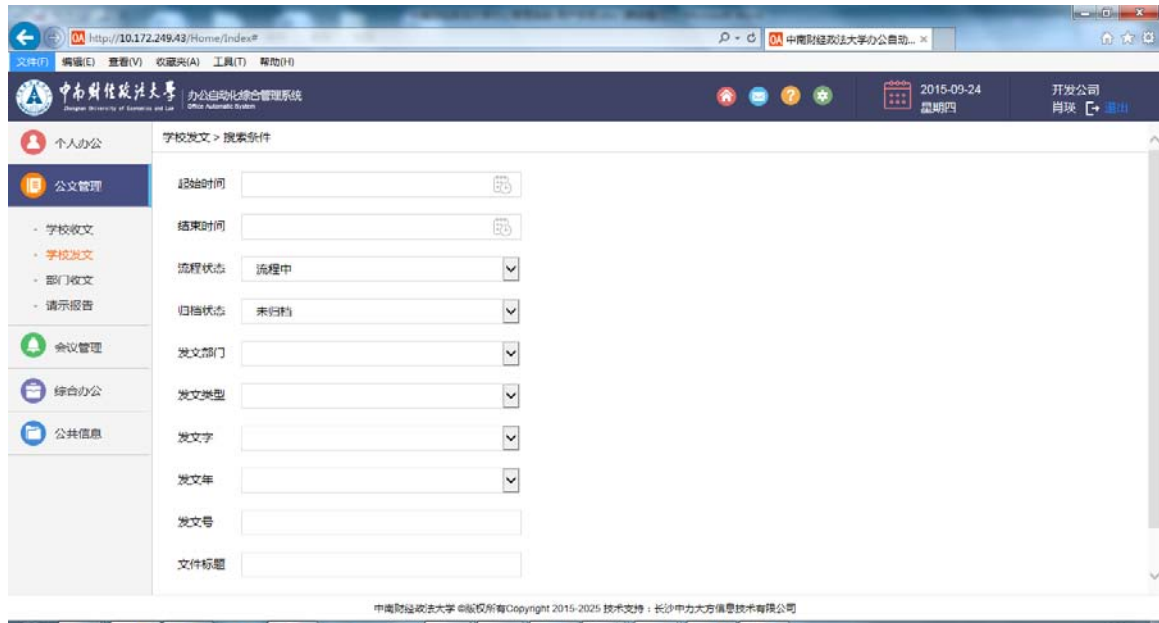 http://10.172.249.43/Home/Index#
OA 中南财经政法大学办公自动... ×
文件(F) 编辑(E) 查看(V) 收藏夹(A) 工具(T) 帮助(H)
中南财经政法大学 办公自动化综合管理系统
Zhongnan University of Economics and Law Office Automatic System
2015-09-24
星期四
开发公司
肖瑛 退出
个人办公
公文管理
- 学校收文
- 学校发文
- 部门收文
- 请示报告
会议管理
综合办公
公共信息
学校发文 > 搜索条件
起始时间
结束时间
流程状态 流程中
归档状态 未归档
发文部门
发文类型
发文字
发文年
发文号
文件标题
中南财经政法大学 ©版权所有Copyright 2015-2025 技术支持：长沙中力大方信息技术有限公司